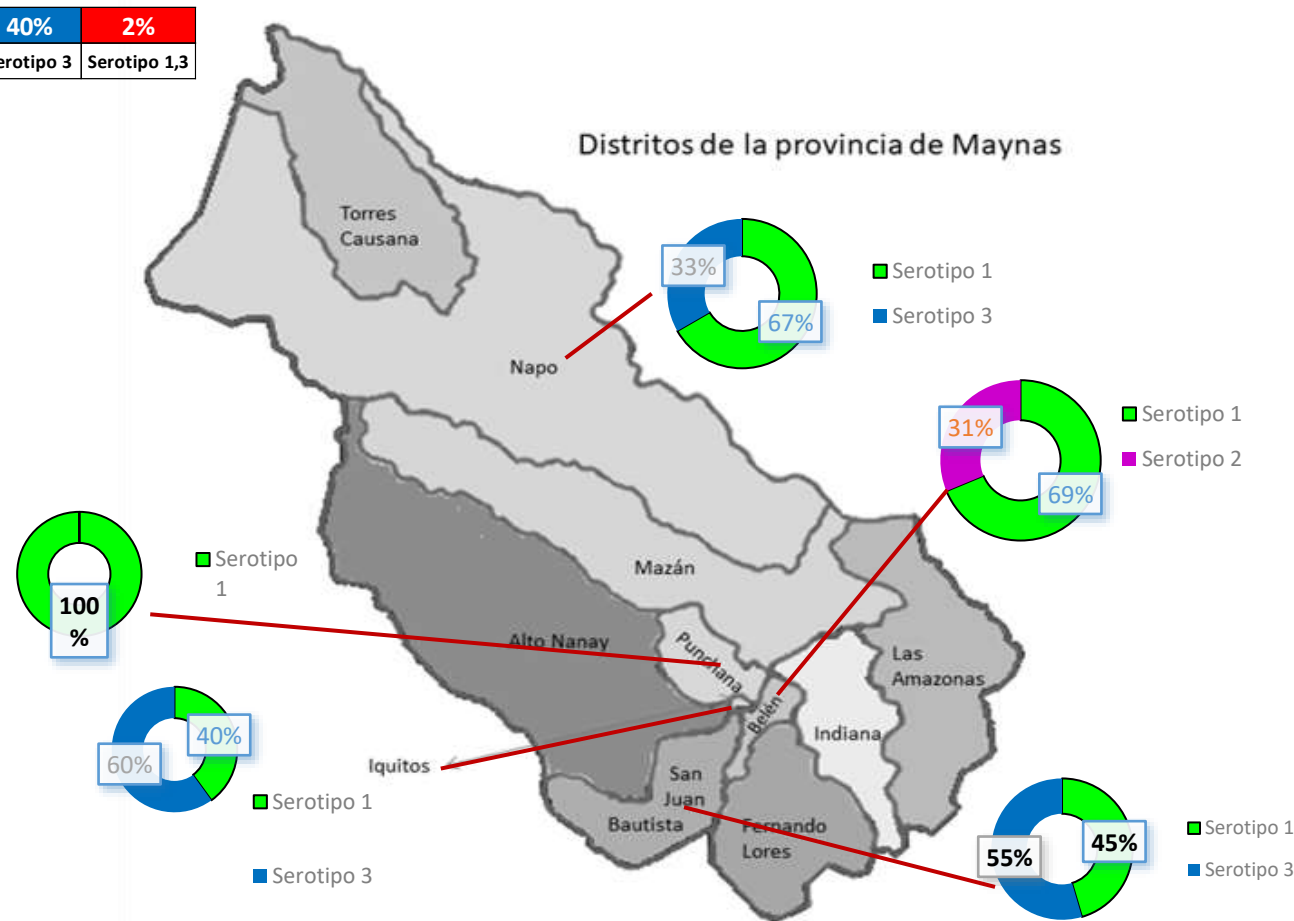 40% 2%
erotipo 3 Serotipo 1,3
Distritos de la provincia de Maynas
Torres
Causana
33%
67%
Serotipo 1
Serotipo 3
Napo
31%
69%
Serotipo 1
Serotipo 2
Mazán
100
%
Serotipo
1
Alto Nanay
Punchana
Las
Amazonas
Belén
Indiana
40%
60%
Serotipo 1
Serotipo 3
Iquitos
San
Juan
Bautista
Fernando
Lores
55%
45%
Serotipo 1
Serotipo 3